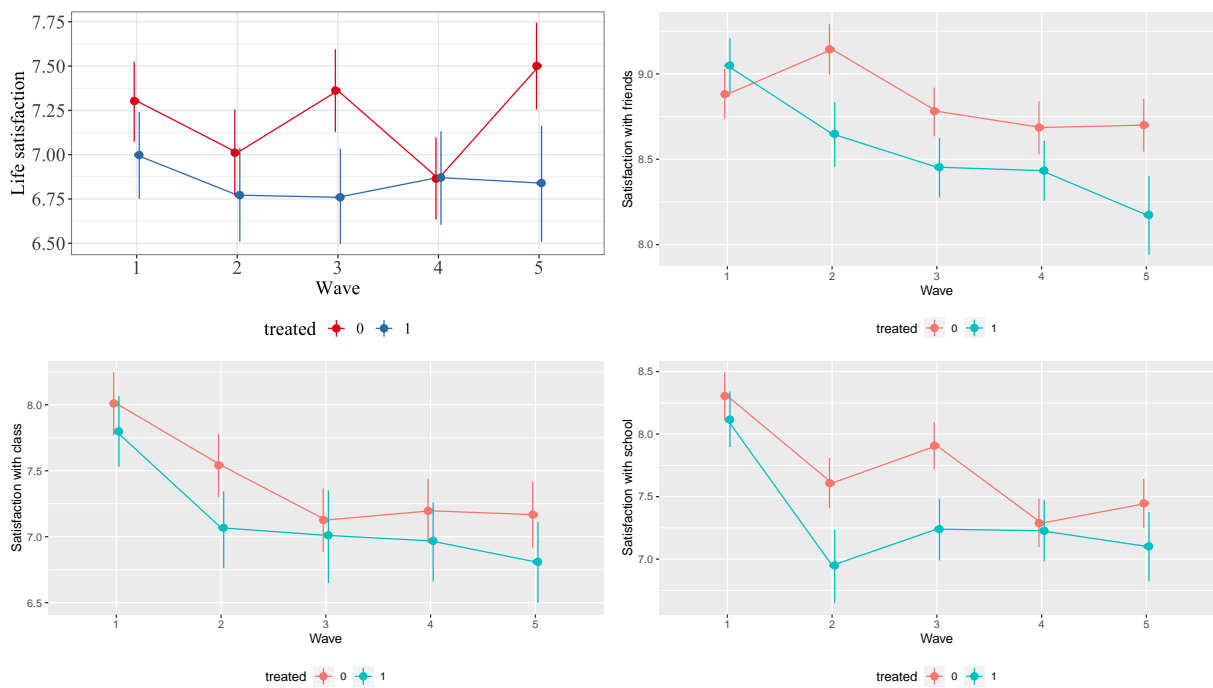 Life satisfaction
7.75
7.50
7.25
7.00
6.75
6.50
1 2 3 4 5
Wave
treated 0 1
Satisfaction with friends
9.0
8.5
8.0
1 2 3 4 5
Wave
treated 0 1
Satisfaction with class
8.0
7.5
7.0
6.5
1 2 3 4 5
Wave
treated 0 1
Satisfaction with school
8.5
8.0
7.5
7.0
1 2 3 4 5
Wave
treated 0 1